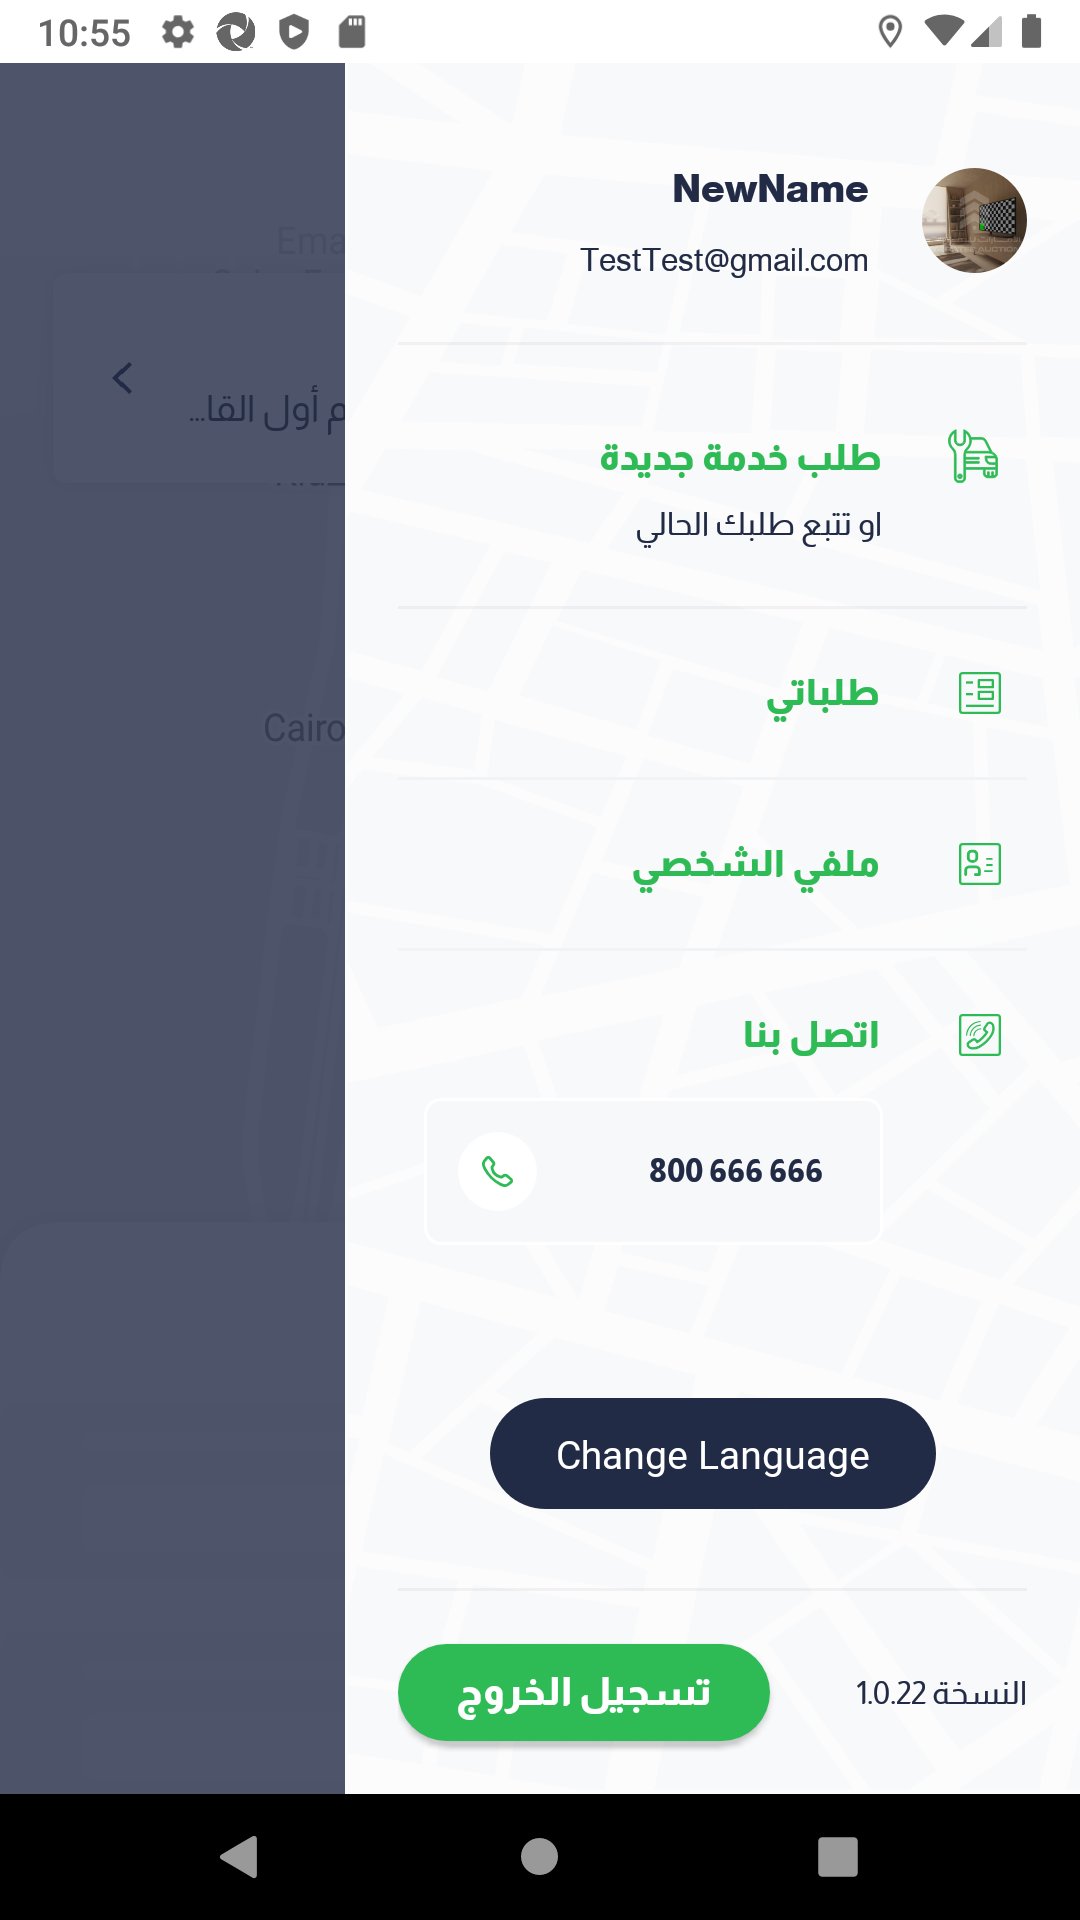 10:55
NewName
TestTest@gmail.com
Ema
م أول القا...
طلب خدمة جديدة
او تتبع طلبك الحالي
طلباتي
Cairo
ملفي الشخصي
اتصل بنا
800 666 666
Change Language
النسخة 1.0.22
تسجيل الخروج